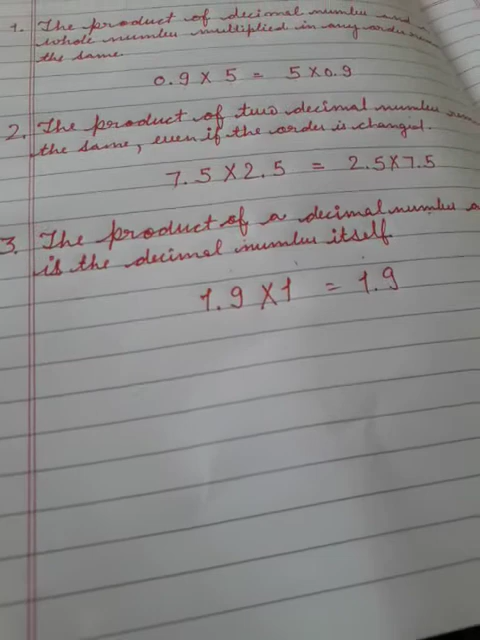 1. The product of decimal number and
whole number multiplied in any order
the same.
0.9 X 5 = 5 X 0.9
2. The product of two decimal number
the same, even if the order is changed.
7.5 X 2.5 = 2.5 X 7.5
3. The product of a decimal number
is the decimal number itself
1.9 X 1 = 1.9